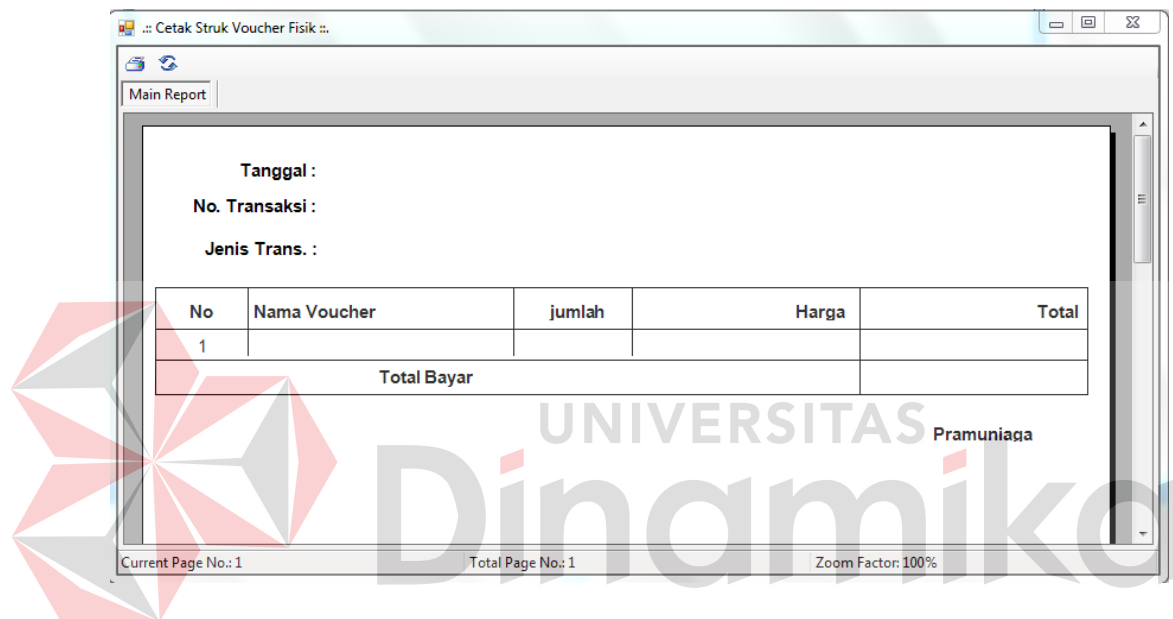 .:: Cetak Struk Voucher Fisik ::.
Main Report
Tanggal :
No. Transaksi :
Jenis Trans. :
No Nama Voucher jumlah Harga Total
1
Total Bayar
UNIVERSITAS
Pramuniaga
Dinamika
Current Page No.: 1 Total Page No.: 1 Zoom Factor: 100%